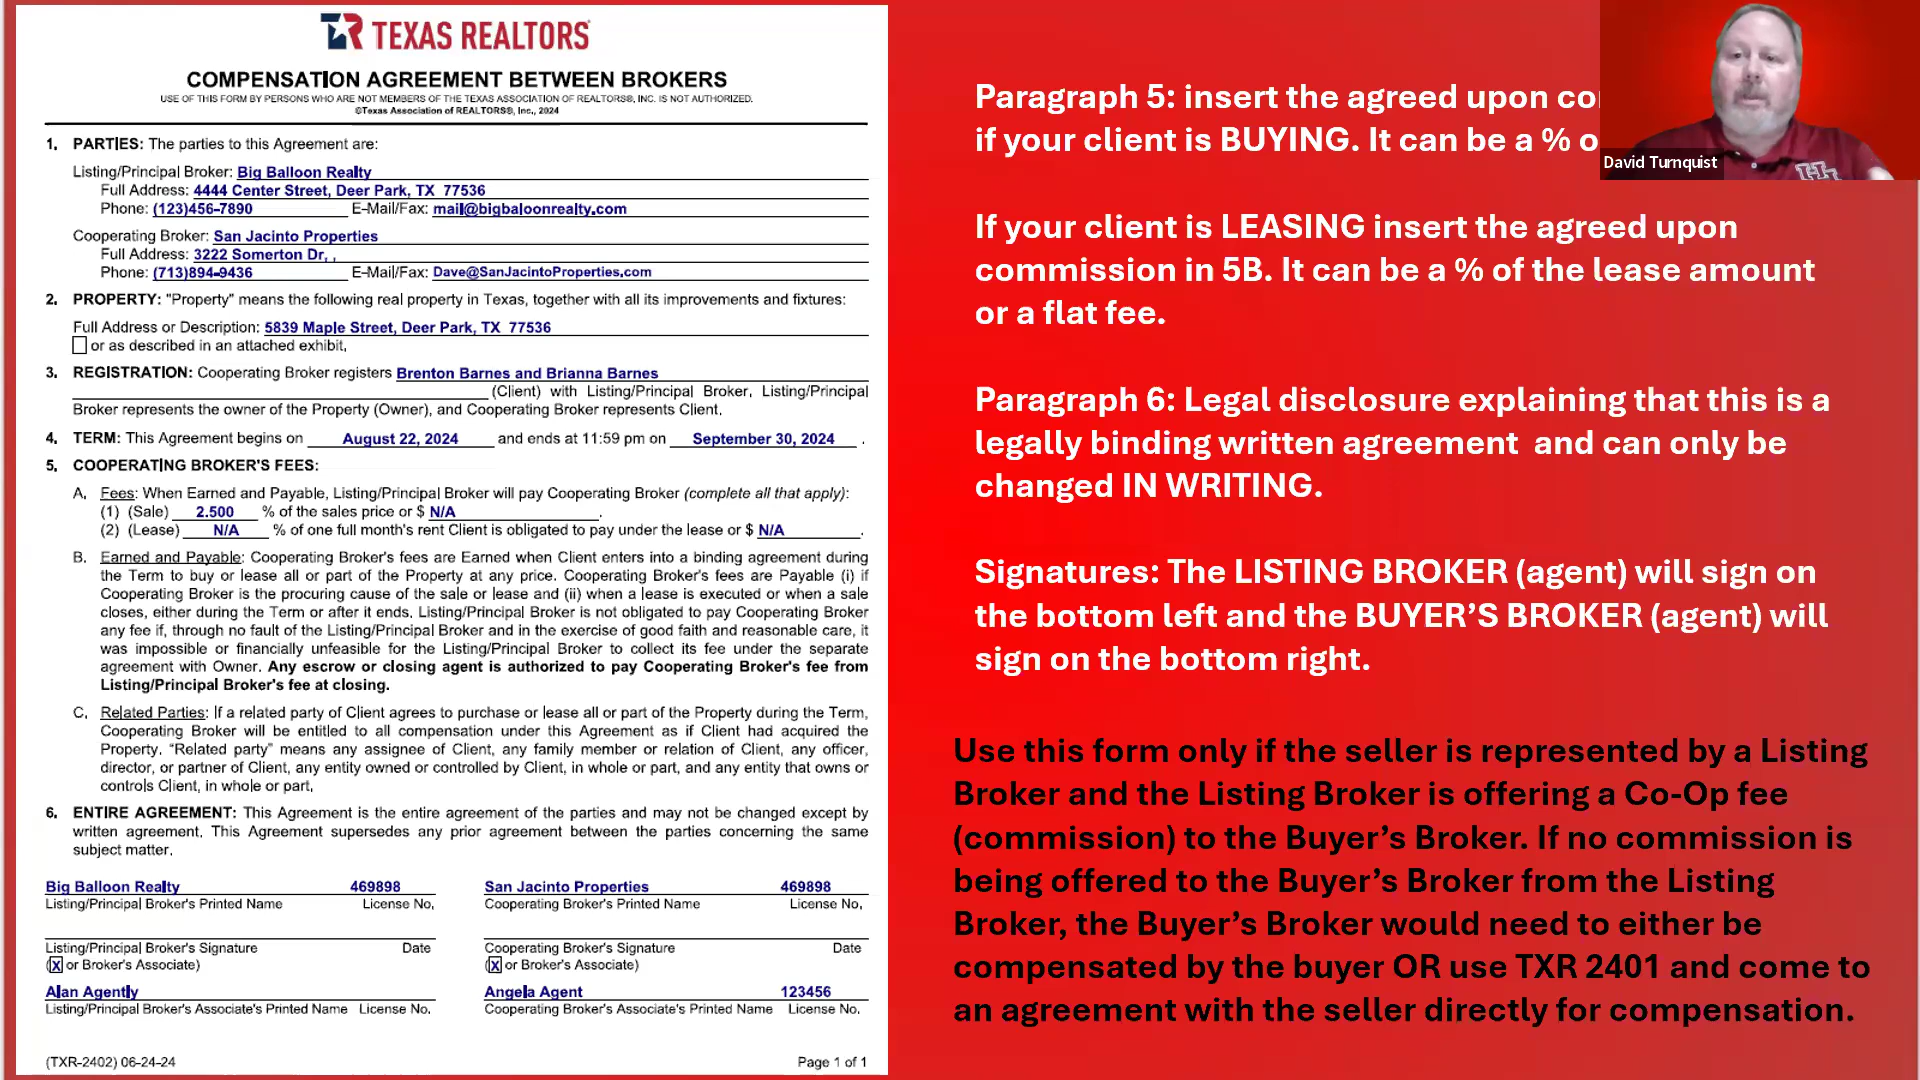 TEXAS REALTORS
COMPENSATION AGREEMENT BETWEEN BROKERS
USE OF THIS FORM BY PERSONS WHO ARE NOT MEMBERS OF THE TEXAS ASSOCIATION OF REALTORS®, INC. IS NOT AUTHORIZED.
©Texas Association of REALTORS®, Inc., 2024
1. PARTIES: The parties to this Agreement are:
Listing/Principal Broker: Big Balloon Realty
Full Address: 4444 Center Street, Deer Park, TX 77536
Phone: (123)456-7890 E-Mail/Fax: mail@bigbaloonrealty.com
Cooperating Broker: San Jacinto Properties
Full Address: 3222 Somerton Dr, ,
Phone: (713)894-9436 E-Mail/Fax: Dave@SanJacintoProperties.com
2. PROPERTY: "Property" means the following real property in Texas, together with all its improvements and fixtures:
Full Address or Description: 5839 Maple Street, Deer Park, TX 77536
or as described in an attached exhibit.
3. REGISTRATION: Cooperating Broker registers Brenton Barnes and Brianna Barnes
(Client) with Listing/Principal Broker. Listing/Principal
Broker represents the owner of the Property (Owner), and Cooperating Broker represents Client.
4. TERM: This Agreement begins on August 22, 2024 and ends at 11:59 pm on September 30, 2024 .
5. COOPERATING BROKER'S FEES:
A. Fees: When Earned and Payable, Listing/Principal Broker will pay Cooperating Broker (complete all that apply):
(1) (Sale) 2.500 % of the sales price or $ N/A .
(2) (Lease) N/A % of one full month's rent Client is obligated to pay under the lease or $ N/A .
B. Earned and Payable: Cooperating Broker's fees are Earned when Client enters into a binding agreement during
the Term to buy or lease all or part of the Property at any price. Cooperating Broker's fees are Payable (i) if
Cooperating Broker is the procuring cause of the sale or lease and (ii) when a lease is executed or when a sale
closes, either during the Term or after it ends. Listing/Principal Broker is not obligated to pay Cooperating Broker
any fee if, through no fault of the Listing/Principal Broker and in the exercise of good faith and reasonable care, it
was impossible or financially unfeasible for the Listing/Principal Broker to collect its fee under the separate
agreement with Owner. Any escrow or closing agent is authorized to pay Cooperating Broker's fee from
Listing/Principal Broker's fee at closing.
C. Related Parties: If a related party of Client agrees to purchase or lease all or part of the Property during the Term,
Cooperating Broker will be entitled to all compensation under this Agreement as if Client had acquired the
Property. "Related party" means any assignee of Client, any family member or relation of Client, any officer,
director, or partner of Client, any entity owned or controlled by Client, in whole or part, and any entity that owns or
controls Client, in whole or part.
6. ENTIRE AGREEMENT: This Agreement is the entire agreement of the parties and may not be changed except by
written agreement. This Agreement supersedes any prior agreement between the parties concerning the same
subject matter.
Big Balloon Realty 469898
Listing/Principal Broker's Printed Name License No.
Listing/Principal Broker's Signature Date
(X or Broker's Associate)
Alan Agently
Listing/Principal Broker's Associate's Printed Name License No.
San Jacinto Properties 469898
Cooperating Broker's Printed Name License No.
Cooperating Broker's Signature Date
(X or Broker's Associate)
Angela Agent 123456
Cooperating Broker's Associate's Printed Name License No.
(TXR-2402) 06-24-24 Page 1 of 1
Paragraph 5: insert the agreed upon
if your client is BUYING. It can be a %
If your client is LEASING insert the agreed upon
commission in 5B. It can be a % of the lease amount
or a flat fee.
Paragraph 6: Legal disclosure explaining that this is a
legally binding written agreement and can only be
changed IN WRITING.
Signatures: The LISTING BROKER (agent) will sign on
the bottom left and the BUYER'S BROKER (agent) will
sign on the bottom right.
Use this form only if the seller is represented by a Listing
Broker and the Listing Broker is offering a Co-Op fee
(commission) to the Buyer's Broker. If no commission is
being offered to the Buyer's Broker from the Listing
Broker, the Buyer's Broker would need to either be
compensated by the buyer OR use TXR 2401 and come to
an agreement with the seller directly for compensation.
David Turnquist